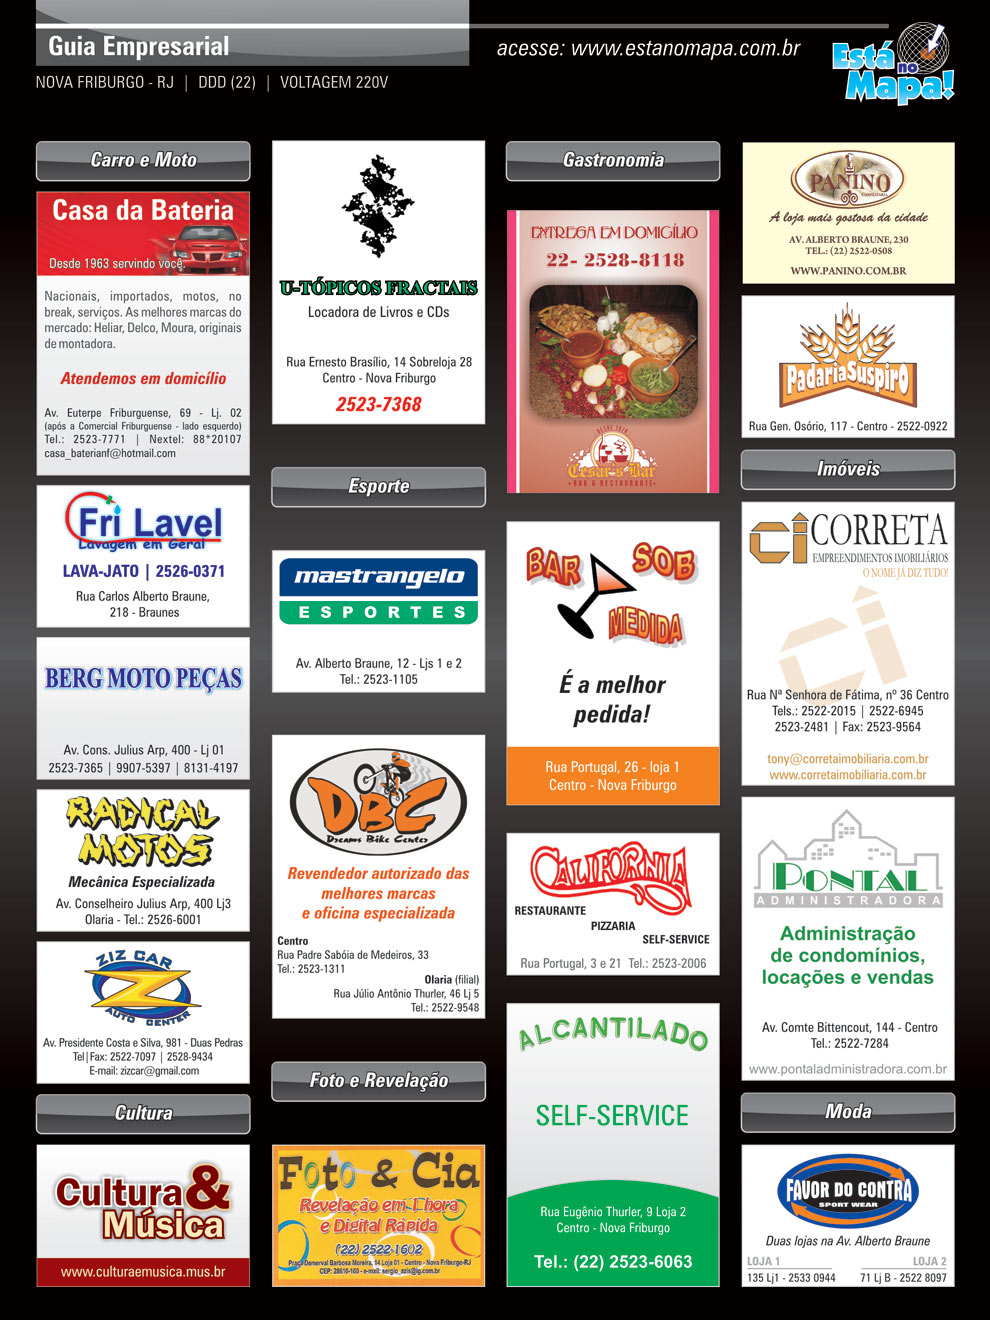 Guia Empresarial
acesse: www.estanomapa.com.br
Está
no
Mapa!
NOVA FRIBURGO - RJ | DDD (22) | VOLTAGEM 220V
Carro e Moto
Casa da Bateria
Desde 1963 servindo você.
Nacionais, importados, motos, no
break, serviços. As melhores marcas do
mercado: Heliar, Delco, Moura, originais
de montadora.
Atendemos em domicílio
Av. Euterpe Friburguense, 69 - Lj. 02
(após a Comercial Friburguense - lado esquerdo)
Tel.: 2523-7771 | Nextel: 88*20107
casa_baterianf@hotmail.com
Fri Lavel
Lavagem em Geral
LAVA-JATO | 2526-0371
Rua Carlos Alberto Braune,
218 - Braunes
BERG MOTO PEÇAS
Av. Cons. Julius Arp, 400 - Lj 01
2523-7365 | 9907-5397 | 8131-4197
RADICAL
MOTOS
Mecânica Especializada
Av. Conselheiro Julius Arp, 400 Lj3
Olaria - Tel.: 2526-6001
ZIZ CAR
Z
AUTO CENTER
Av. Presidente Costa e Silva, 981 - Duas Pedras
Tel|Fax: 2522-7097 | 2528-9434
E-mail: zizcar@gmail.com
Cultura
Cultura &
Música
www.culturaemusica.mus.br
U-TÓPICOS FRACTAIS
Locadora de Livros e CDs
Rua Ernesto Brasílio, 14 Sobreloja 28
Centro - Nova Friburgo
2523-7368
Esporte
mastrangelo
ESPORTES
Av. Alberto Braune, 12 - Ljs 1 e 2
Tel.: 2523-1105
DBC
Dreams Bike Center
Revendedor autorizado das
melhores marcas
e oficina especializada
Centro
Rua Padre Sabóia de Medeiros, 33
Tel.: 2523-1311
Olaria (filial)
Rua Júlio Antônio Thurler, 46 Lj 5
Tel.: 2522-9548
Foto e Revelação
Foto & Cia
Revelação em 1 hora
e Digital Rápida
(22) 2522-1602
Praça Demerval Barbosa Moreira, 14 Loja 01 - Centro - Nova Friburgo-RJ
CEP: 28610-160 - e-mail: sergio_azis@ig.com.br
Gastronomia
ENTREGA EM DOMICÍLIO
22- 2528-8118
DESDE 1970
Cesar's Bar
BAR & RESTAURANTE
BAR SOB
MEDIDA
É a melhor
pedida!
Rua Portugal, 26 - loja 1
Centro - Nova Friburgo
CALIFORNIA
RESTAURANTE
PIZZARIA
SELF-SERVICE
Rua Portugal, 3 e 21 Tel.: 2523-2006
ALCANTILADO
SELF-SERVICE
Rua Eugênio Thurler, 9 Loja 2
Centro - Nova Friburgo
Tel.: (22) 2523-6063
PANINO
A loja mais gostosa da cidade
AV. ALBERTO BRAUNE, 230
TEL.: (22) 2522-0508
WWW.PANINO.COM.BR
Padaria Suspiro
Rua Gen. Osório, 117 - Centro - 2522-0922
Imóveis
ci CORRETA
EMPREENDIMENTOS IMOBILIÁRIOS
O NOME JÁ DIZ TUDO!
ci
Rua Nª Senhora de Fátima, nº 36 Centro
Tels.: 2522-2015 | 2522-6945
2523-2481 | Fax: 2523-9564
tony@corretaimobiliaria.com.br
www.corretaimobiliaria.com.br
PONTAL
ADMINISTRADORA
Administração
de condomínios,
locações e vendas
Av. Comte Bittencout, 144 - Centro
Tel.: 2522-7284
www.pontaladministradora.com.br
Moda
FAVOR DO CONTRA
SPORT WEAR
Duas lojas na Av. Alberto Braune
LOJA 1 LOJA 2
135 Lj1 - 2533 0944 71 Lj B - 2522 8097